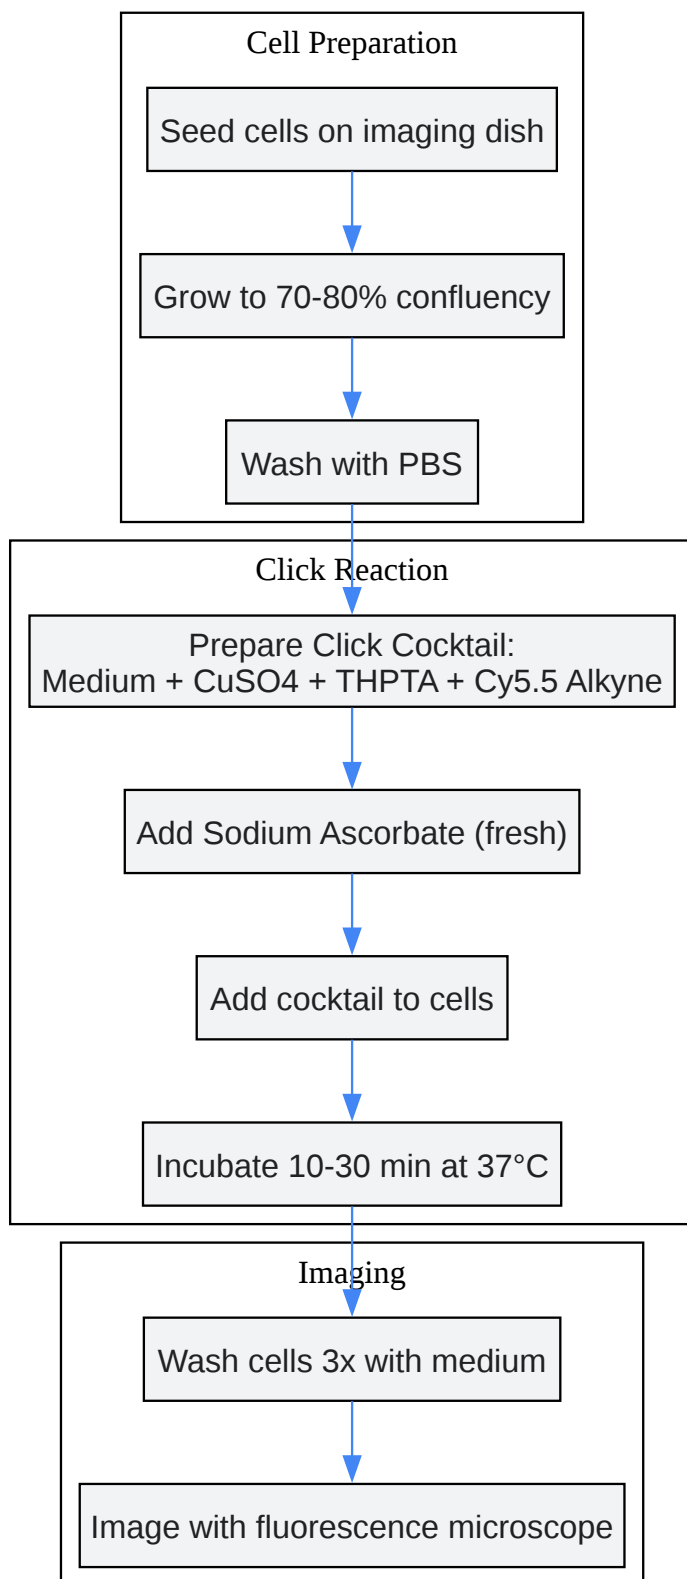 Cell Preparation
Seed cells on imaging dish
Grow to 70-80% confluency
Wash with PBS
Click Reaction
Prepare Click Cocktail:
Medium + CuSO4 + THPTA + Cy5.5 Alkyne
Add Sodium Ascorbate (fresh)
Add cocktail to cells
Incubate 10-30 min at 37°C
Imaging
Wash cells 3x with medium
Image with fluorescence microscope